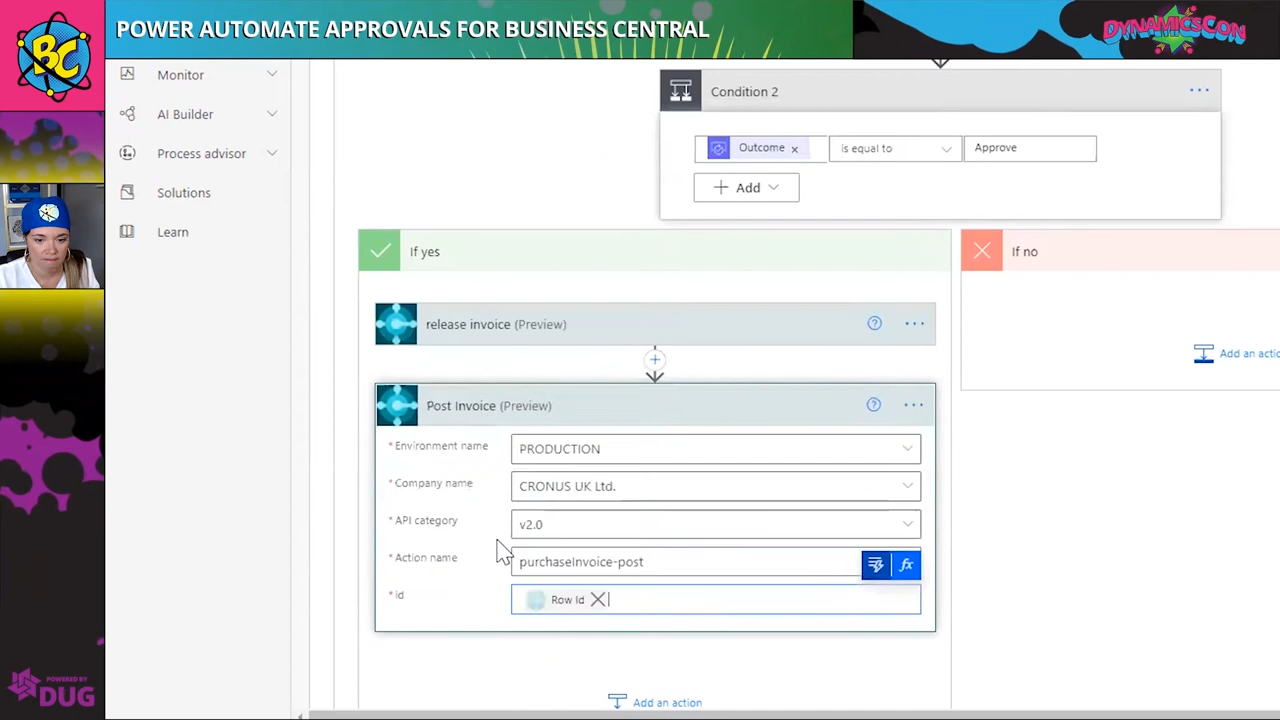 BC
POWER AUTOMATE APPROVALS FOR BUSINESS CENTRAL
DYNAMICSCON
Monitor
AI Builder
Process advisor
Solutions
Learn
Condition 2
Outcome
is equal to
Approve
Add
If yes
If no
release invoice (Preview)
Add an actic
Post Invoice (Preview)
* Environment name
PRODUCTION
* Company name
CRONUS UK Ltd.
* API category
v2.0
* Action name
purchaseInvoice-post
fx
* id
Row Id
Add an action
POWERED BY
DUG